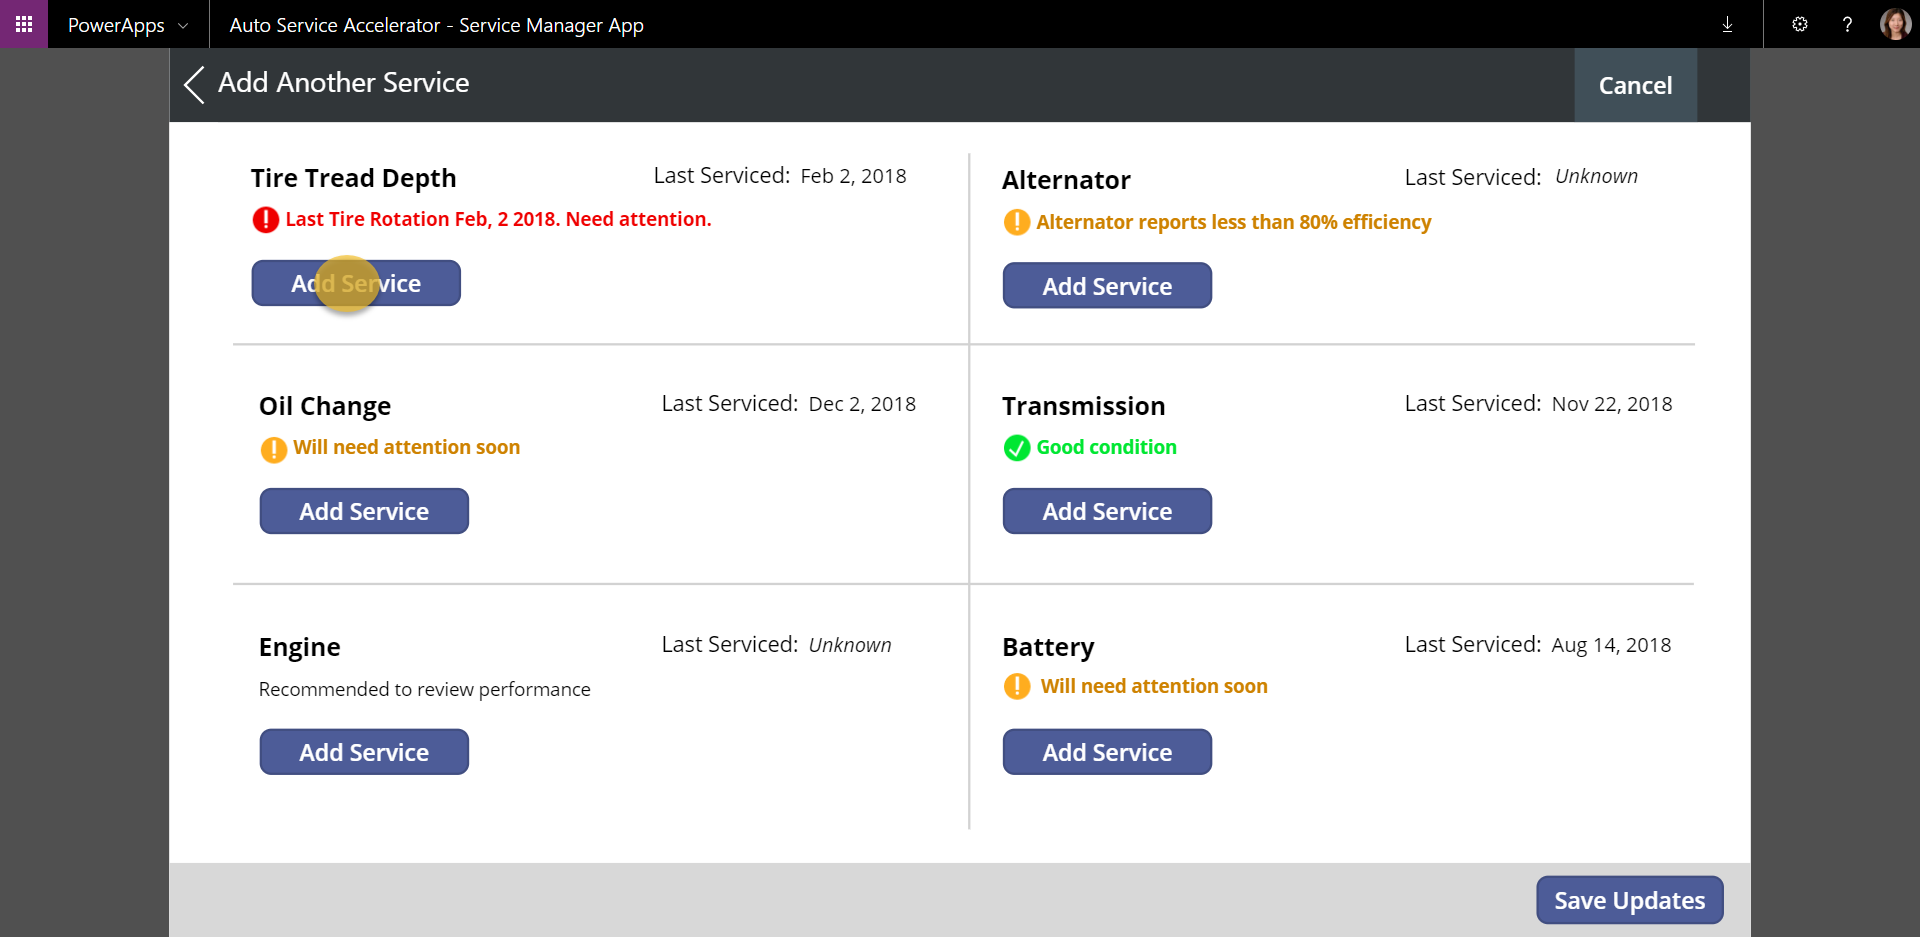 PowerApps
Auto Service Accelerator - Service Manager App
?
Add Another Service
Cancel
Tire Tread Depth
Last Serviced: Feb 2, 2018
Last Tire Rotation Feb, 2 2018. Need attention.
Add Service
Alternator
Last Serviced: Unknown
Alternator reports less than 80% efficiency
Add Service
Oil Change
Last Serviced: Dec 2, 2018
Will need attention soon
Add Service
Transmission
Last Serviced: Nov 22, 2018
Good condition
Add Service
Engine
Last Serviced: Unknown
Recommended to review performance
Add Service
Battery
Last Serviced: Aug 14, 2018
Will need attention soon
Add Service
Save Updates